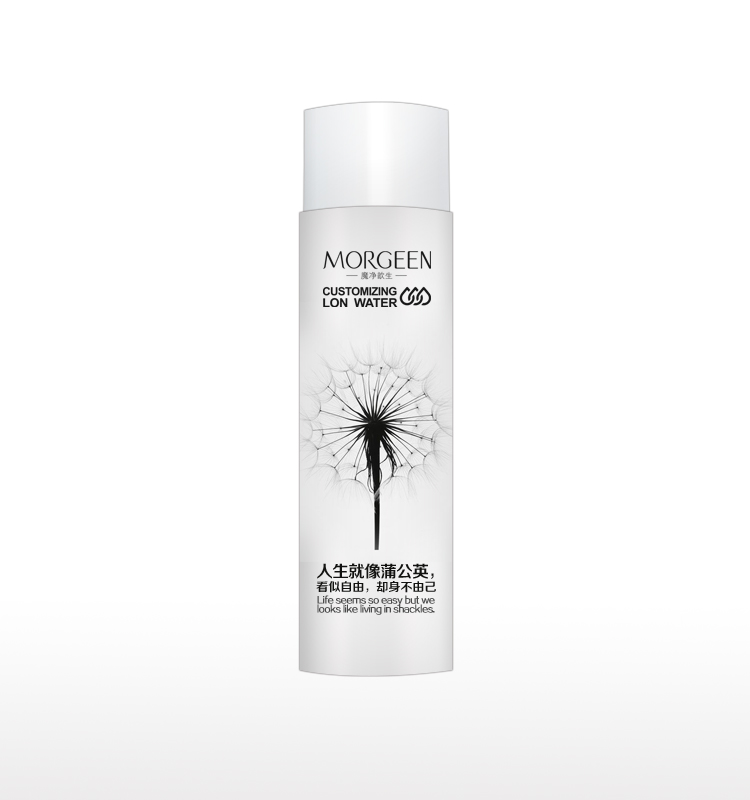 MORGEEN
魔净歆生
CUSTOMIZING
LON WATER
人生就像蒲公英，
看似自由，却身不由己
Life seems so easy but we
looks like living in shackles.